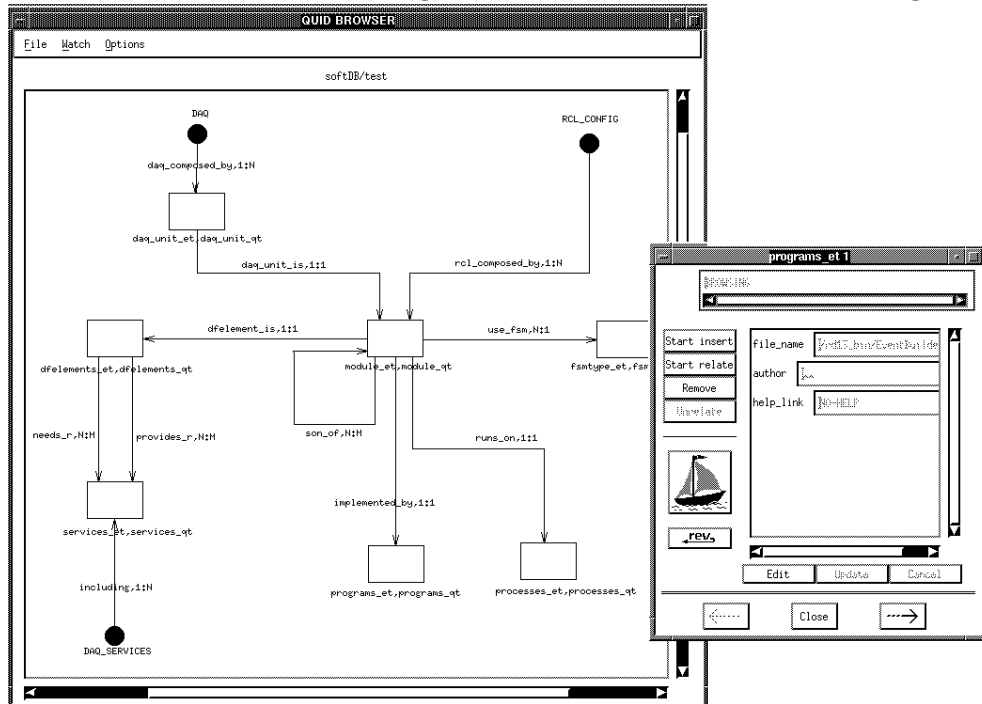 QUID BROWSER
File Watch Options
softDB/test
DAQ
RCL_CONFIG
daq_composed_by,1:N
daq_unit_et,daq_unit_qt
daq_unit_is,1:1
rcl_composed_by,1:N
dfelement_is,1:1
use_fsm,N:1
dfelements_et,dfelements_qt
module_et,module_qt
fsmtype_et,fsm
needs_r,N:M
provides_r,N:M
son_of,N:M
runs_on,1:1
implemented_by,1:1
services_et,services_qt
including,1:N
programs_et,programs_qt
processes_et,processes_qt
DAQ_SERVICES
programs_et 1
BROWSING
Start insert
Start relate
Remove
Unrelate
file_name
author
help_link NO-HELP
rev
Edit Update Cancel
Close